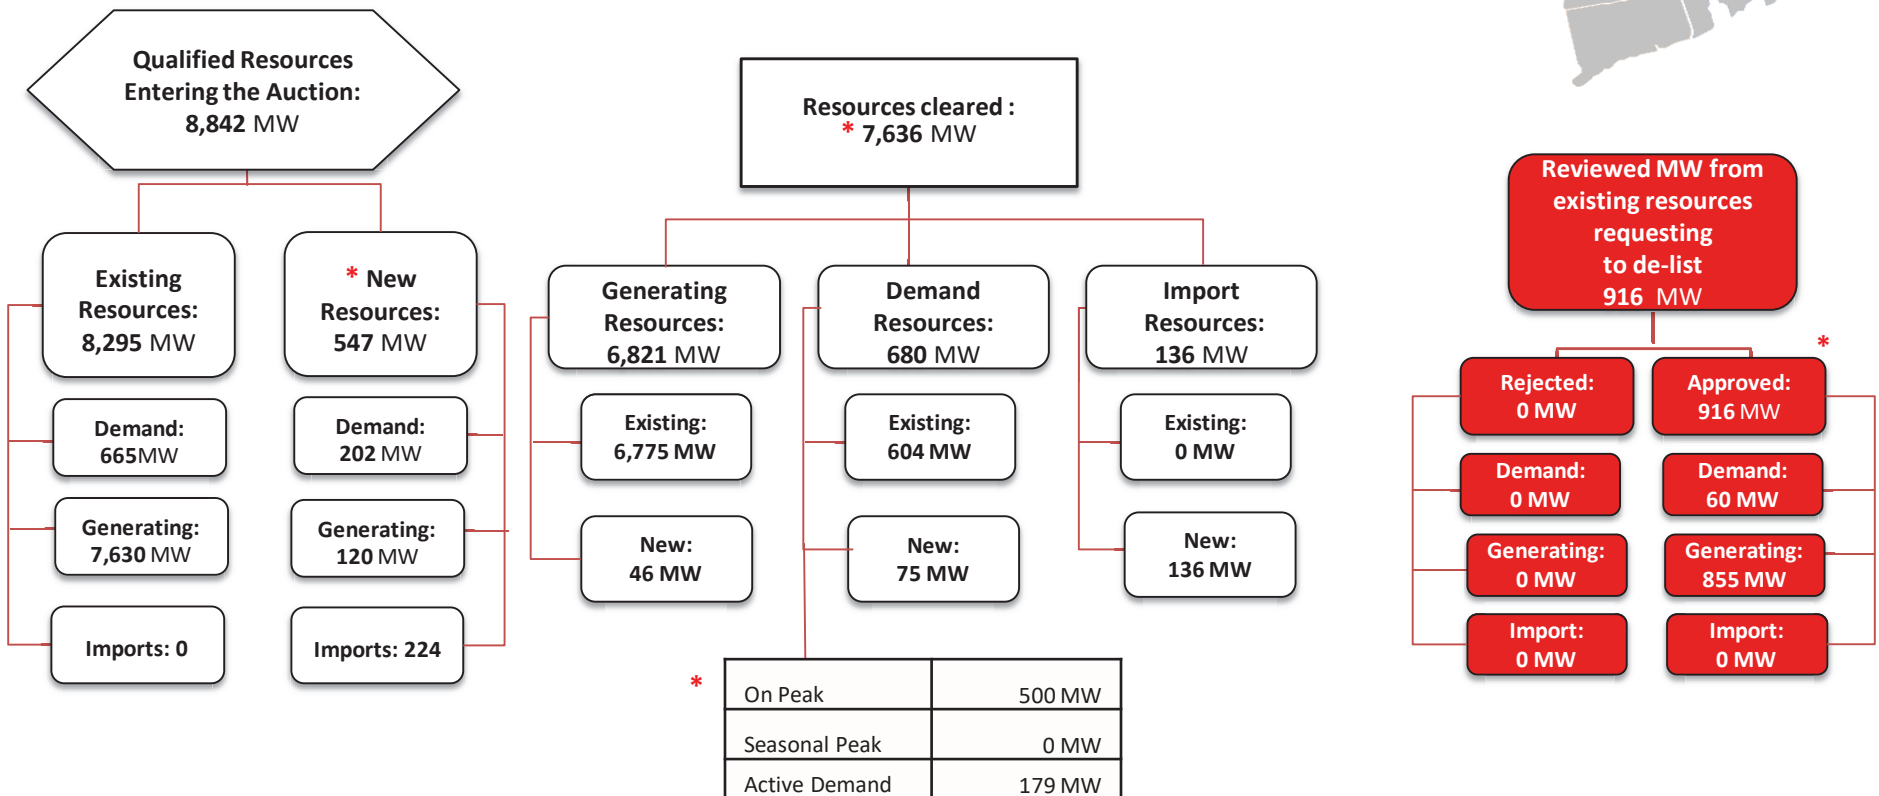 Qualified Resources
Entering the Auction:
8,842 MW
Existing
Resources:
8,295 MW
Demand:
665MW
Generating:
7,630 MW
Imports: 0
* New
Resources:
547 MW
Demand:
202 MW
Generating:
120 MW
Imports: 224
Resources cleared :
* 7,636 MW
Generating
Resources:
6,821 MW
Existing:
6,775 MW
New:
46 MW
Demand
Resources:
680 MW
Existing:
604 MW
New:
75 MW
Import
Resources:
136 MW
Existing:
0 MW
New:
136 MW
*
On Peak 500 MW
Seasonal Peak 0 MW
Active Demand 179 MW
Reviewed MW from
existing resources
requesting
to de-list
916 MW
*
Rejected:
0 MW
Demand:
0 MW
Generating:
0 MW
Import:
0 MW
Approved:
916 MW
Demand:
60 MW
Generating:
855 MW
Import:
0 MW